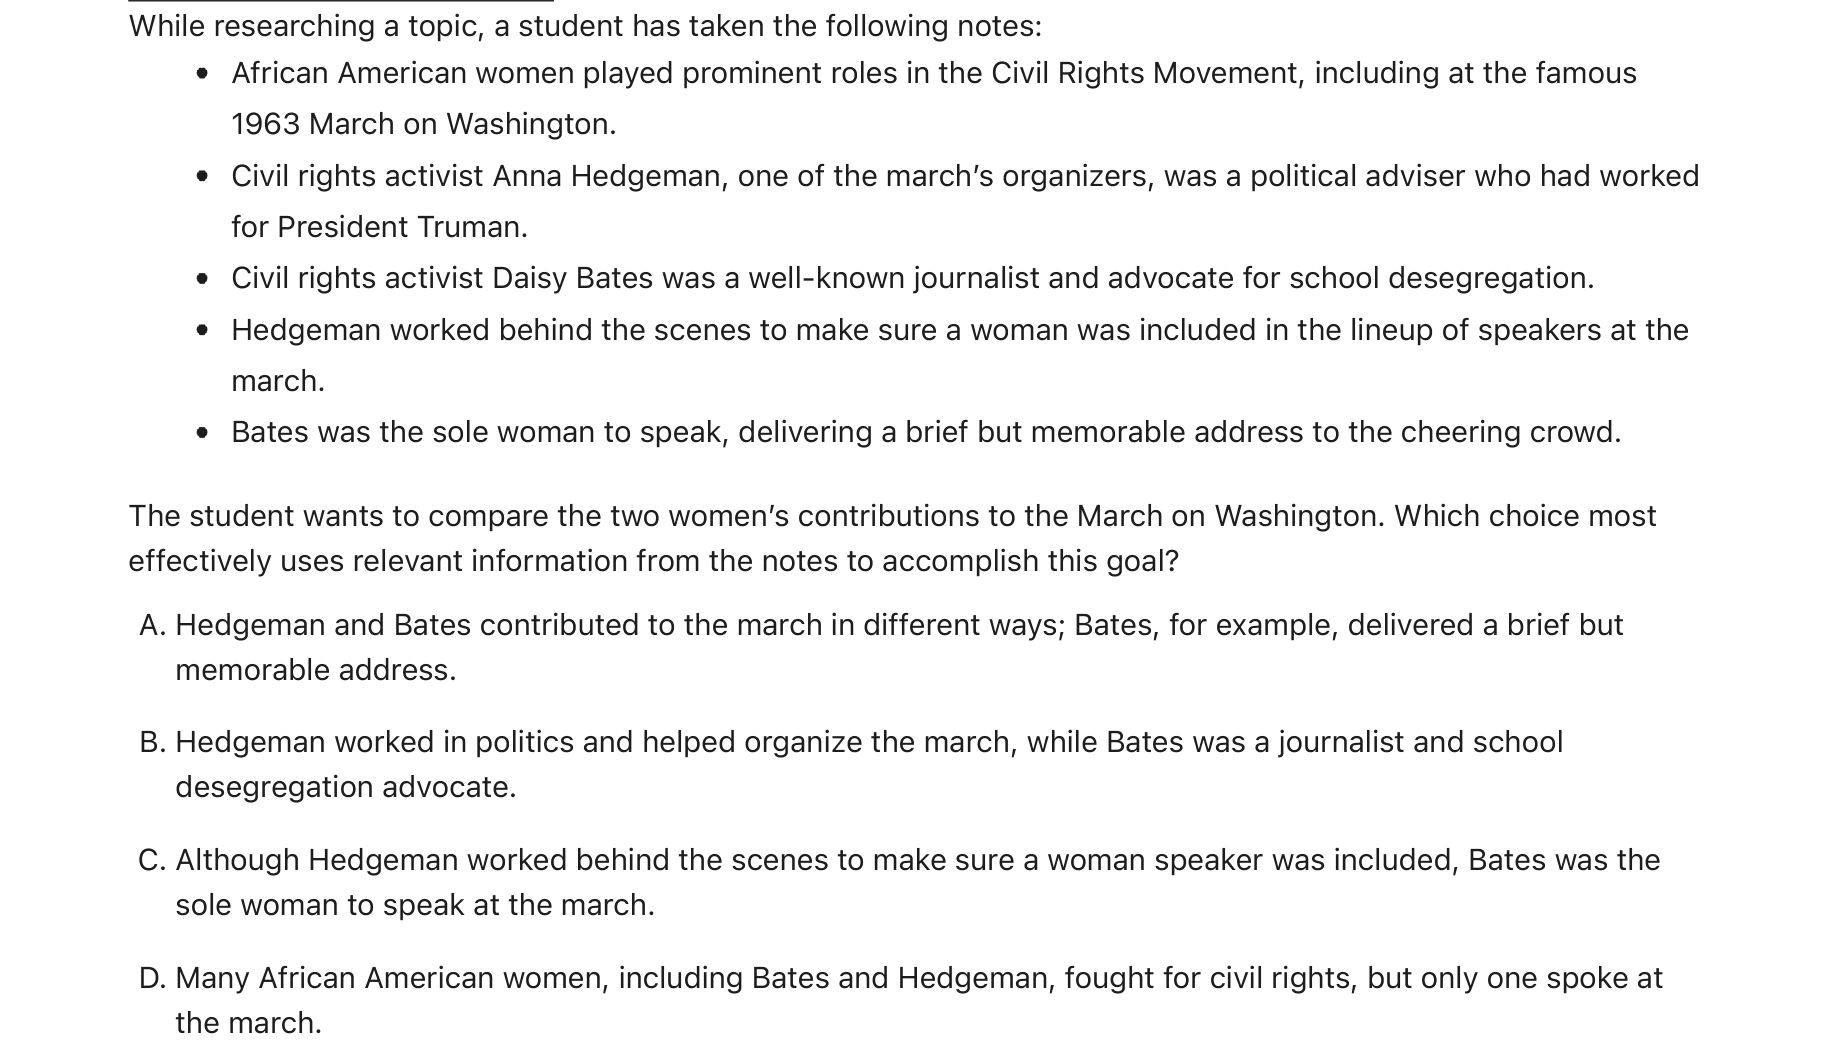 While researching a topic, a student has taken the following notes:
• African American women played prominent roles in the Civil Rights Movement, including at the famous
1963 March on Washington.
• Civil rights activist Anna Hedgeman, one of the march’s organizers, was a political adviser who had worked
for President Truman.
• Civil rights activist Daisy Bates was a well-known journalist and advocate for school desegregation.
• Hedgeman worked behind the scenes to make sure a woman was included in the lineup of speakers at the
march.
• Bates was the sole woman to speak, delivering a brief but memorable address to the cheering crowd.
The student wants to compare the two women’s contributions to the March on Washington. Which choice most
effectively uses relevant information from the notes to accomplish this goal?
A. Hedgeman and Bates contributed to the march in different ways; Bates, for example, delivered a brief but
memorable address.
B. Hedgeman worked in politics and helped organize the march, while Bates was a journalist and school
desegregation advocate.
C. Although Hedgeman worked behind the scenes to make sure a woman speaker was included, Bates was the
sole woman to speak at the march.
D. Many African American women, including Bates and Hedgeman, fought for civil rights, but only one spoke at
the march.